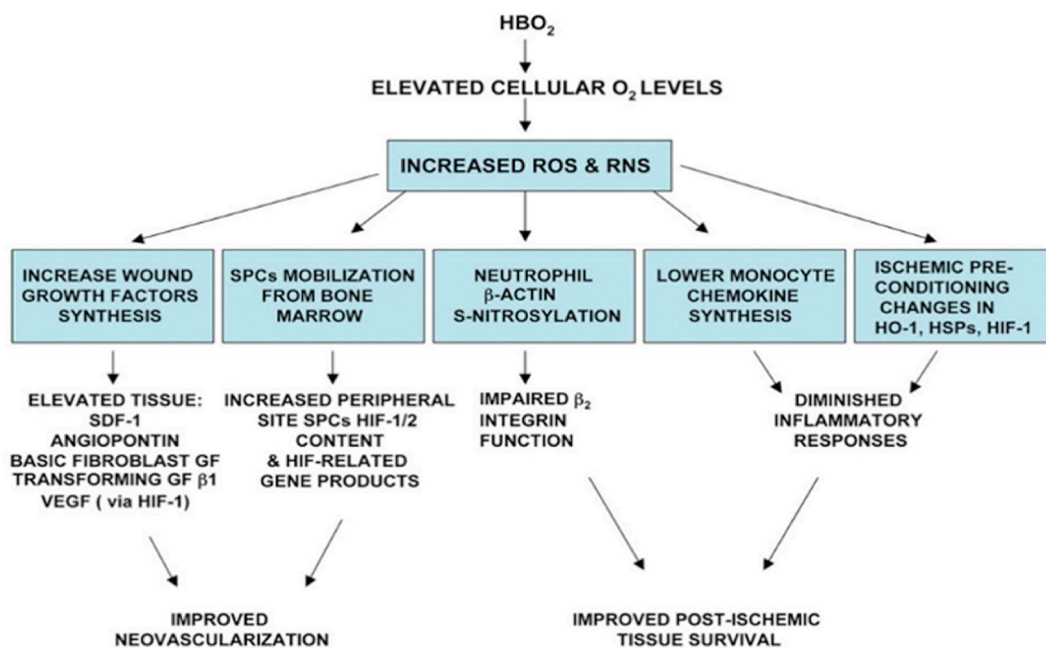 HBO₂
ELEVATED CELLULAR O₂ LEVELS
INCREASED ROS & RNS
INCREASE WOUND
GROWTH FACTORS
SYNTHESIS
SPCs MOBILIZATION
FROM BONE
MARROW
NEUTROPHIL
β-ACTIN
S-NITROSYLATION
LOWER MONOCYTE
CHEMOKINE
SYNTHESIS
ISCHEMIC PRE-
CONDITIONING
CHANGES IN
HO-1, HSPs, HIF-1
ELEVATED TISSUE:
SDF-1
ANGIOPONTIN
BASIC FIBROBLAST GF
TRANSFORMING GF β1
VEGF ( via HIF-1)
INCREASED PERIPHERAL
SITE SPCs HIF-1/2
CONTENT
& HIF-RELATED
GENE PRODUCTS
IMPAIRED β₂
INTEGRIN
FUNCTION
DIMINISHED
INFLAMMATORY
RESPONSES
IMPROVED
NEOVASCULARIZATION
IMPROVED POST-ISCHEMIC
TISSUE SURVIVAL